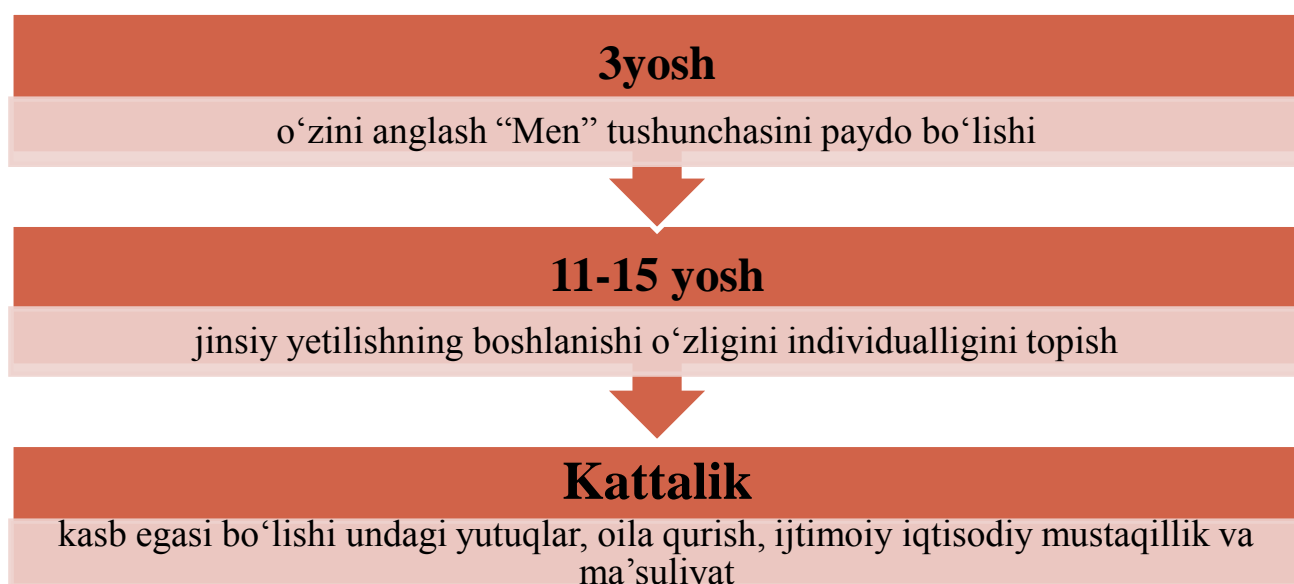 3yosh
o‘zini anglash “Men” tushunchasini paydo bo‘lishi
11-15 yosh
jinsiy yetilishning boshlanishi o‘zligini individualligini topish
Kattalik
kasb egasi bo‘lishi undagi yutuqlar, oila qurish, ijtimoiy iqtisodiy mustaqillik va
ma’suliyat